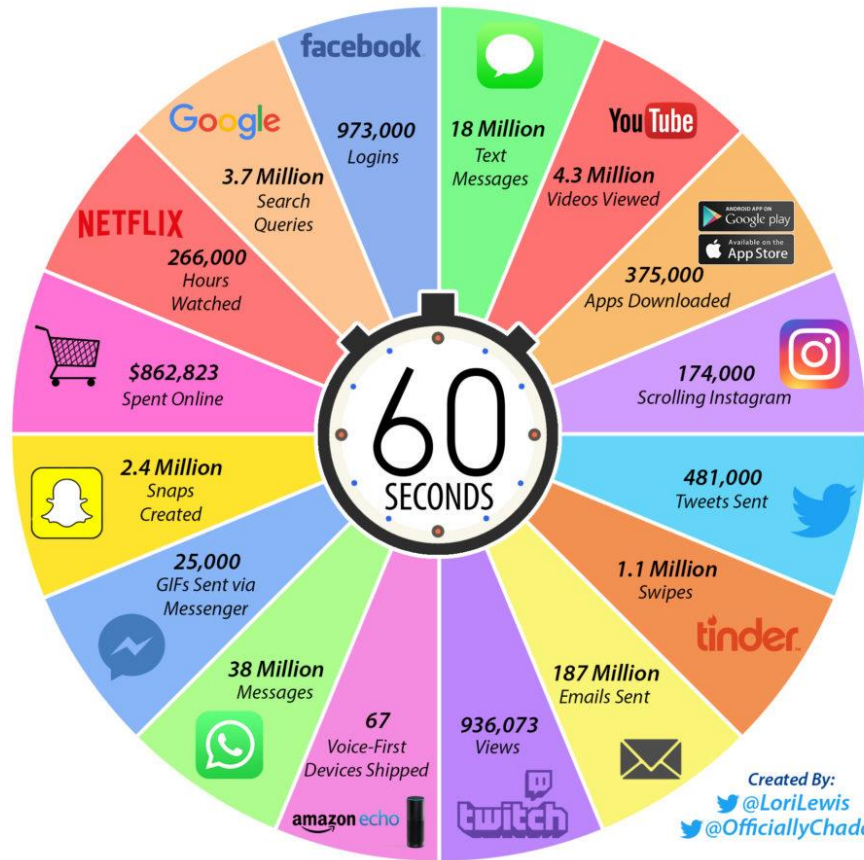 facebook
973,000
Logins
18 Million
Text
Messages
YouTube
4.3 Million
Videos Viewed
ANDROID APP ON
Google play
Available on the
App Store
375,000
Apps Downloaded
174,000
Scrolling Instagram
481,000
Tweets Sent
1.1 Million
Swipes
tinder
187 Million
Emails Sent
936,073
Views
twitch
67
Voice-First
Devices Shipped
amazon echo
38 Million
Messages
25,000
GIFs Sent via
Messenger
2.4 Million
Snaps
Created
$862,823
Spent Online
NETFLIX
266,000
Hours
Watched
Google
3.7 Million
Search
Queries
60
SECONDS
Created By:
@LoriLewis
@OfficiallyChadd